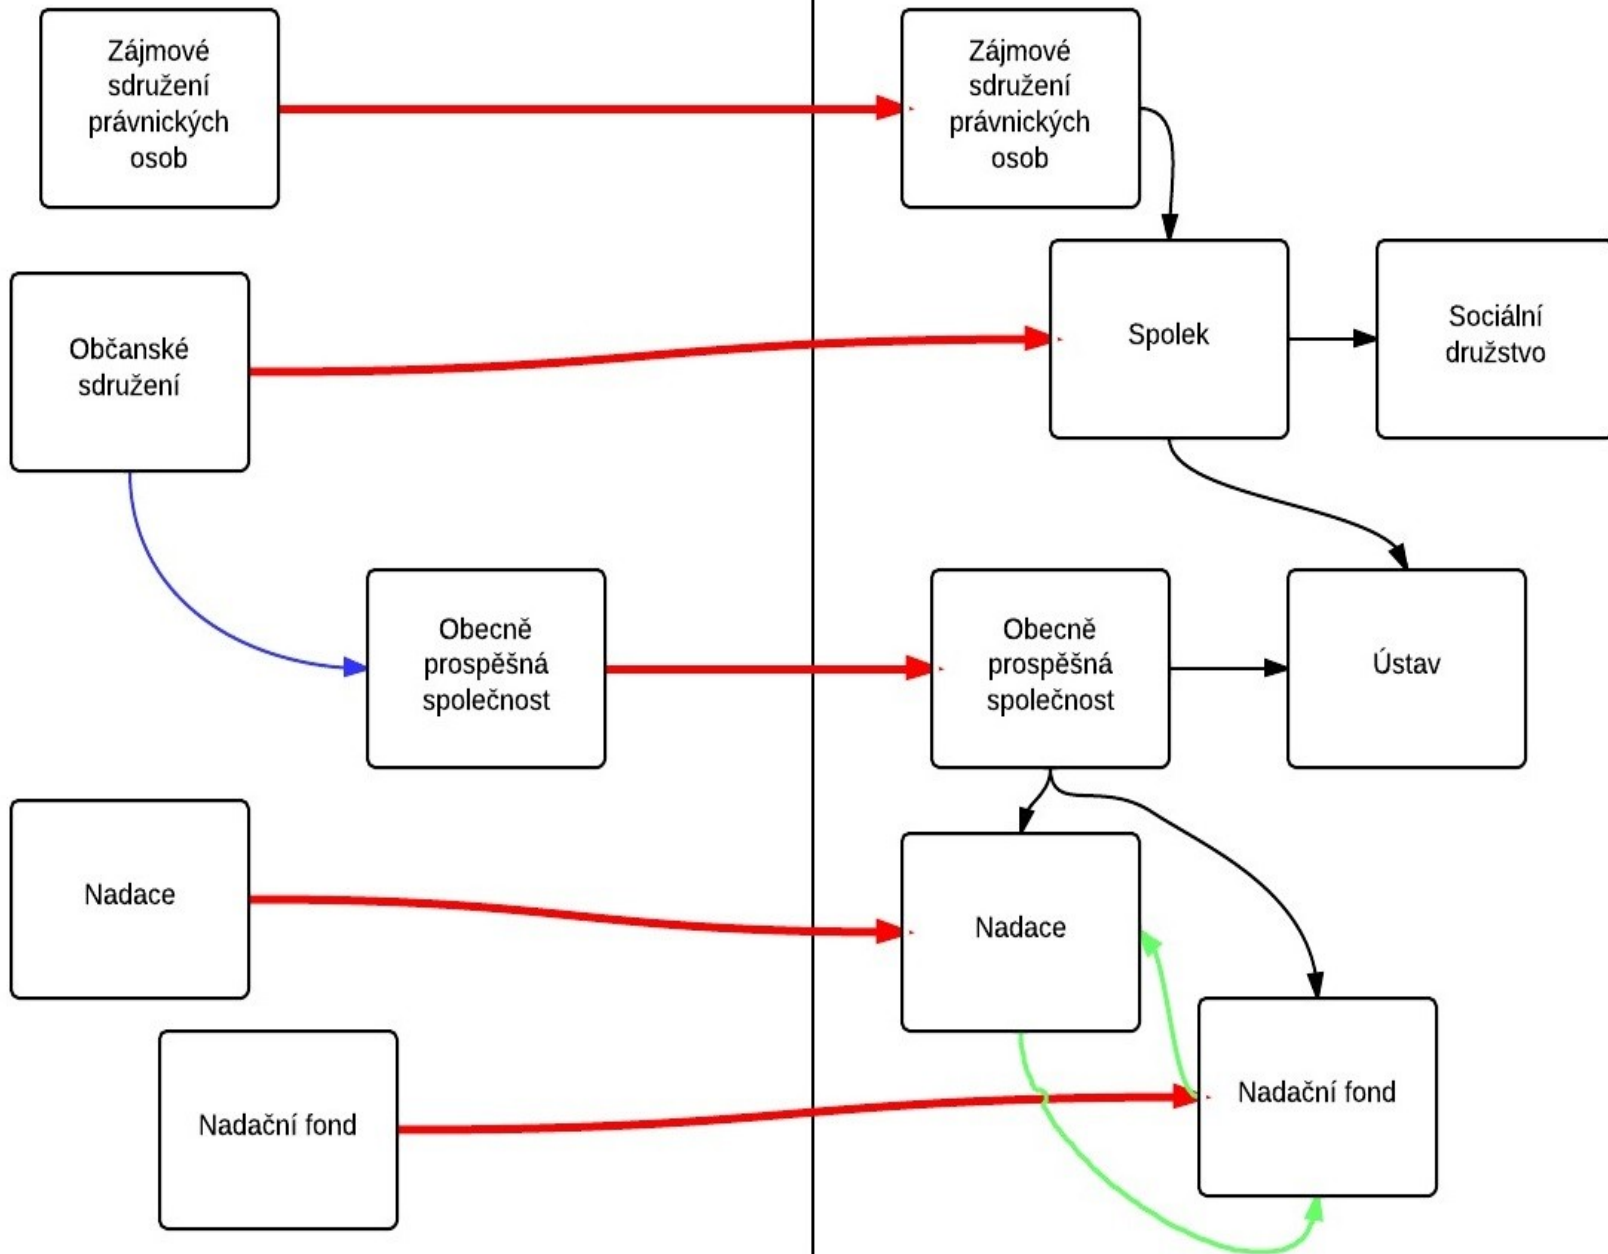 Zájmové
sdružení
právnických
osob
Zájmové
sdružení
právnických
osob
Občanské
sdružení
Spolek
Sociální
družstvo
Obecně
prospěšná
společnost
Obecně
prospěšná
společnost
Ústav
Nadace
Nadace
Nadační fond
Nadační fond